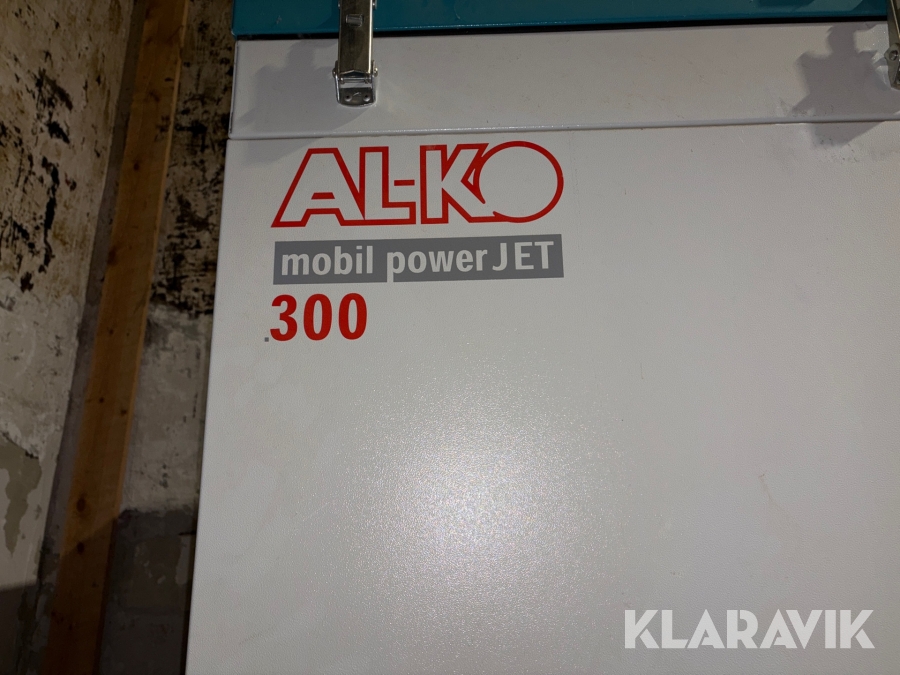 AL-KO
mobil powerJET
300
KLARAVIK